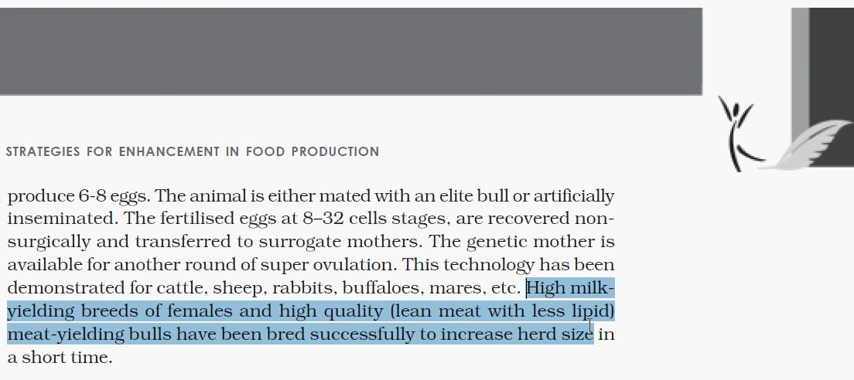 STRATEGIES FOR ENHANCEMENT IN FOOD PRODUCTION
produce 6-8 eggs. The animal is either mated with an elite bull or artificially
inseminated. The fertilised eggs at 8–32 cells stages, are recovered non-
surgically and transferred to surrogate mothers. The genetic mother is
available for another round of super ovulation. This technology has been
demonstrated for cattle, sheep, rabbits, buffaloes, mares, etc. High milk-
yielding breeds of females and high quality (lean meat with less lipid)
meat-yielding bulls have been bred successfully to increase herd size in
a short time.